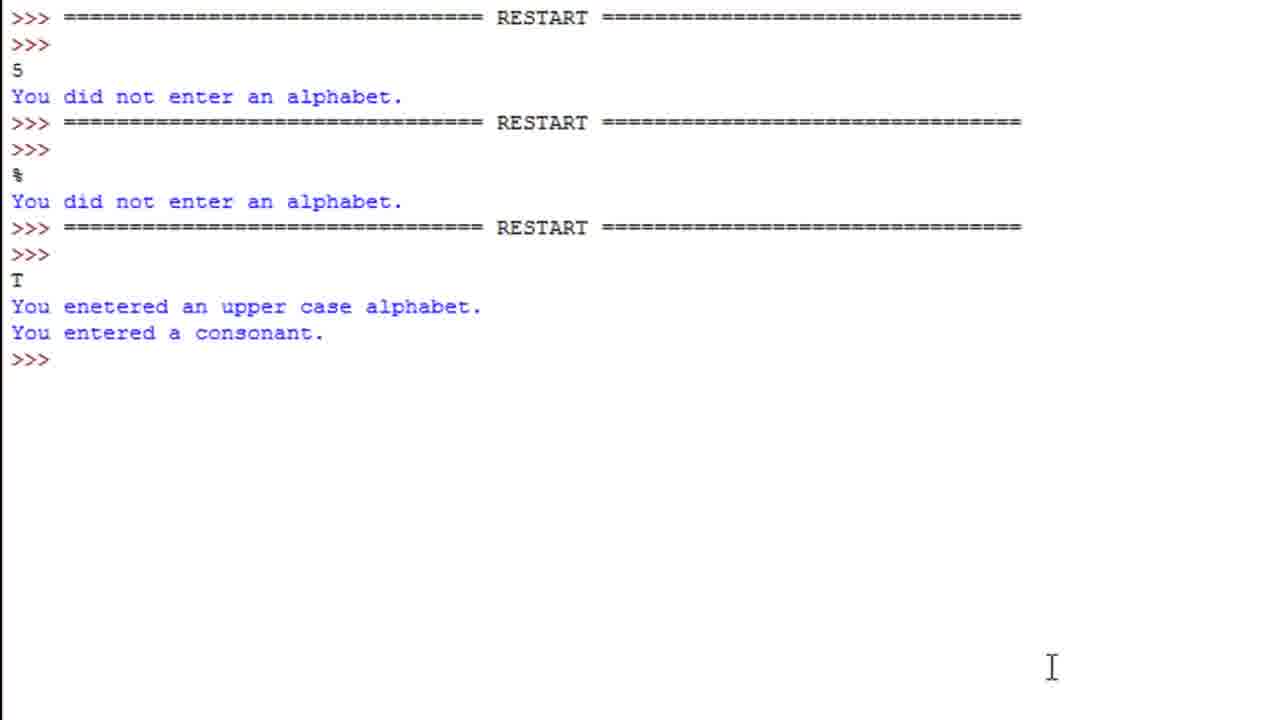 >>> ================================ RESTART ================================
>>>
5
You did not enter an alphabet.
>>> ================================ RESTART ================================
>>>
%
You did not enter an alphabet.
>>> ================================ RESTART ================================
>>>
T
You enetered an upper case alphabet.
You entered a consonant.
>>>